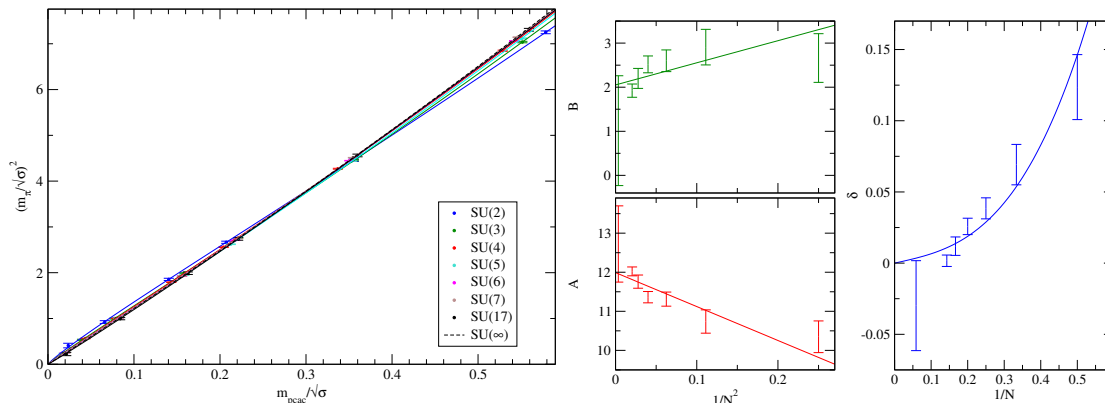 6
4
2
0
(mπ/√σ)²
0
0.1
0.2
0.3
0.4
0.5
m_pcac/√σ
SU(2)
SU(3)
SU(4)
SU(5)
SU(6)
SU(7)
SU(17)
SU(∞)
3
2
1
0
B
13
12
11
10
A
0
0.1
0.2
1/N²
0.15
0.1
0.05
0
-0.05
δ
0
0.1
0.2
0.3
0.4
0.5
1/N